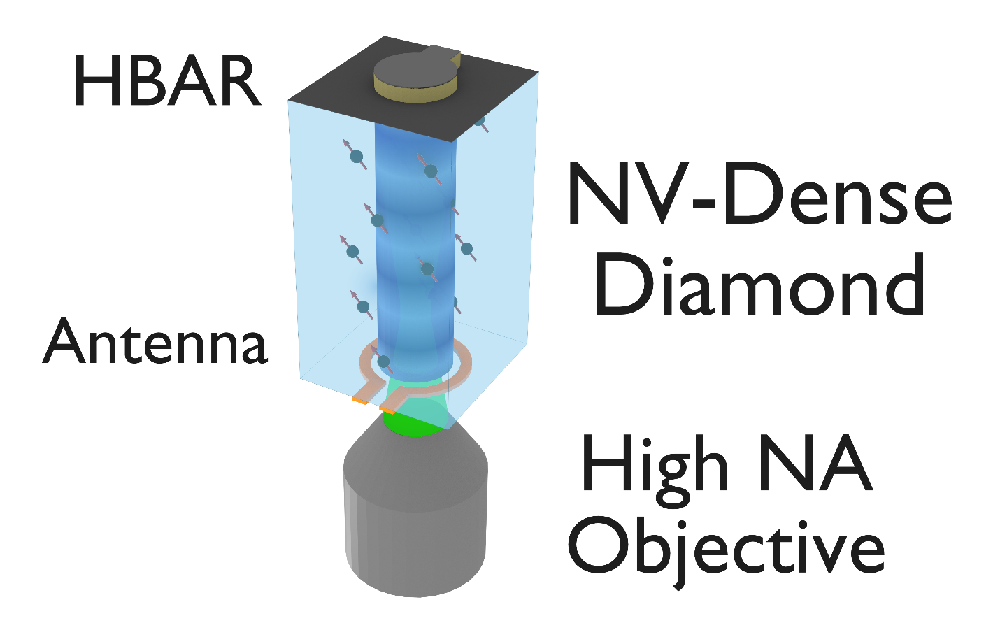 HBAR
NV-Dense
Diamond
Antenna
High NA
Objective